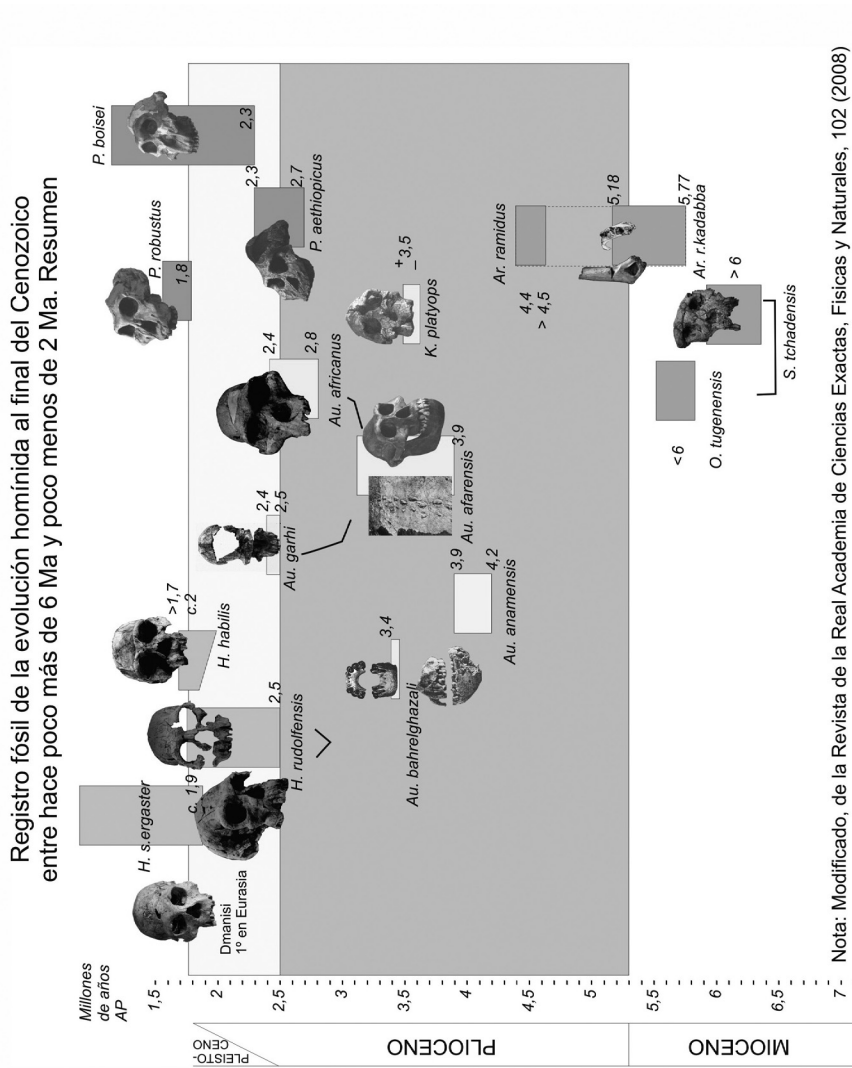 Registro fósil de la evolución homínida al final del Cenozoico
entre hace poco más de 6 Ma y poco menos de 2 Ma. Resumen
Millones
de años
AP
1,5
2
2,5
3
3,5
4
4,5
5
5,5
6
6,5
7
PLEISTO-
CENO
PLIOCENO
MIOCENO
Dmanisi
1º en Eurasia
H. s.ergaster
c. 1,9
H. rudolfensis
2,5
H. habilis
>1,7
c.2
Au. garhi
2,4
2,5
Au. africanus
2,4
2,8
P. robustus
1,8
P. aethiopicus
2,3
2,7
P. boisei
2,3
Au. bahrelghazali
3,4
Au. anamensis
3,9
4,2
Au. afarensis
3,9
K. platyops
+
– 3,5
Ar. ramidus
4,4
> 4,5
5,18
5,77
Ar. r.kadabba
<6
O. tugenensis
> 6
S. tchadensis
Nota: Modificado, de la Revista de la Real Academia de Ciencias Exactas, Físicas y Naturales, 102 (2008)